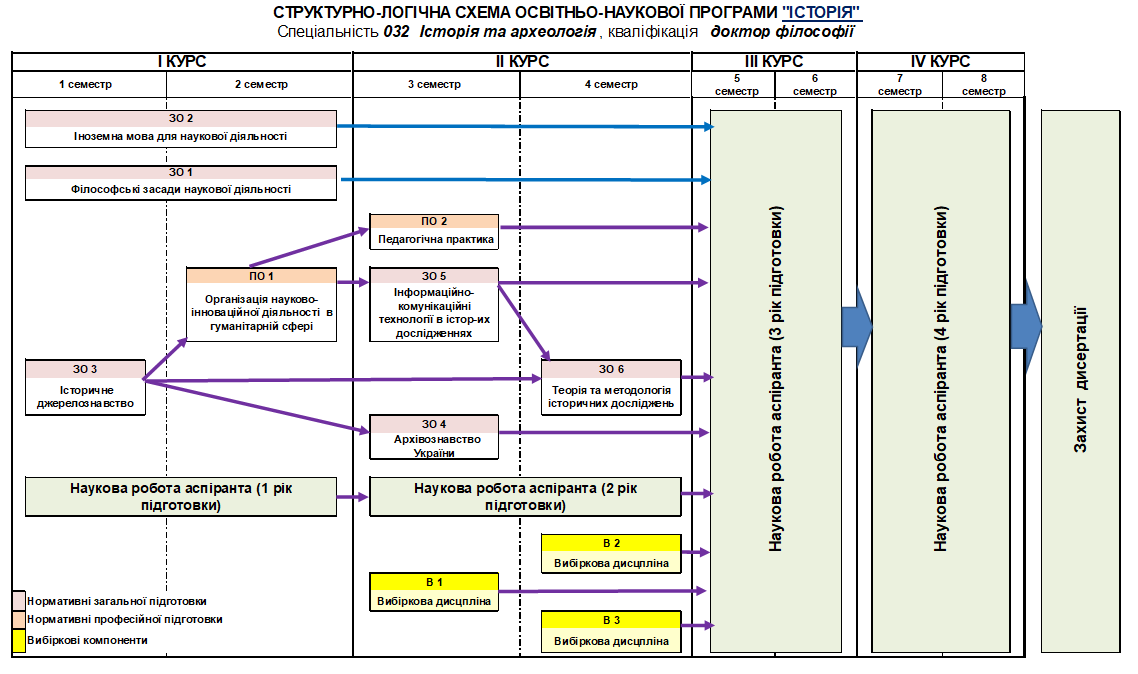 СТРУКТУРНО-ЛОГІЧНА СХЕМА ОСВІТНЬО-НАУКОВОЇ ПРОГРАМИ "ІСТОРІЯ"
Спеціальність 032 Історія та археологія, кваліфікація доктор філософії
І КУРС
ІІ КУРС
ІІІ КУРС
IV КУРС
1 семестр
2 семестр
3 семестр
4 семестр
5
семестр
6
семестр
7
семестр
8
семестр
ЗО 2
Іноземна мова для наукової діяльності
ЗО 1
Філософські засади наукової діяльності
ПО 2
Педагогічна практика
ПО 1
Організація науково-
інноваційної діяльності в
гуманітарній сфері
ЗО 5
Інформаційно-
комунікаційні
технології в істор-их
дослідженнях
ЗО 3
Історичне
джерелознавство
ЗО 6
Теорія та методологія
історичних досліджень
ЗО 4
Архівознавство
України
Наукова робота аспіранта (1 рік
підготовки)
Наукова робота аспіранта (2 рік
підготовки)
В 2
Вибіркова дисцпліна
В 1
Вибіркова дисцпліна
В 3
Вибіркова дисцпліна
Наукова робота аспіранта (3 рік підготовки)
Наукова робота аспіранта (4 рік підготовки)
Захист дисертації
Нормативні загальної підготовки
Нормативні професійної підготовки
Вибіркові компоненти